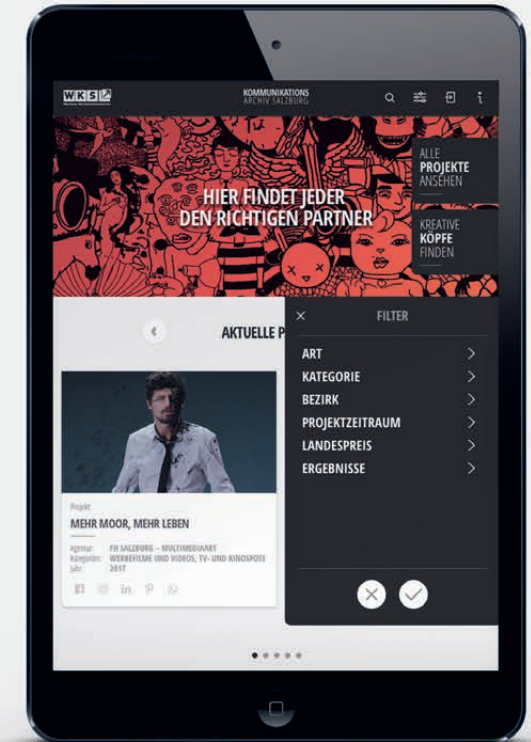 WKS
KOMMUNIKATIONS
ARCHIV SALZBURG
HIER FINDET JEDER
DEN RICHTIGEN PARTNER
ALLE
PROJEKTE
ANSEHEN
KREATIVE
KÖPFE
FINDEN
AKTUELLE P
FILTER
ART
KATEGORIE
BEZIRK
PROJEKTZEITRAUM
LANDESPREIS
ERGEBNISSE
Projekt
MEHR MOOR, MEHR LEBEN
Agentur: FH SALZBURG – MULTIMEDIAART
Kategorien: WERBEFILME UND VIDEOS, TV- UND KINOSPOTS
Jahr: 2017